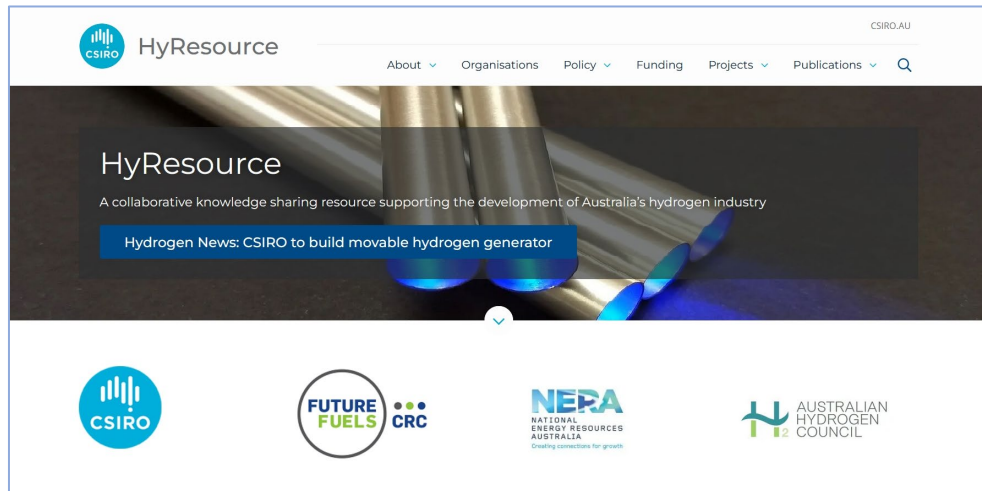 CSIRO.AU
CSIRO
HyResource
About
Organisations
Policy
Funding
Projects
Publications
HyResource
A collaborative knowledge sharing resource supporting the development of Australia's hydrogen industry
Hydrogen News: CSIRO to build movable hydrogen generator
CSIRO
FUTURE
FUELS
CRC
NERA
NATIONAL
ENERGY RESOURCES
AUSTRALIA
Creating connections for growth
H2
AUSTRALIAN
HYDROGEN
COUNCIL